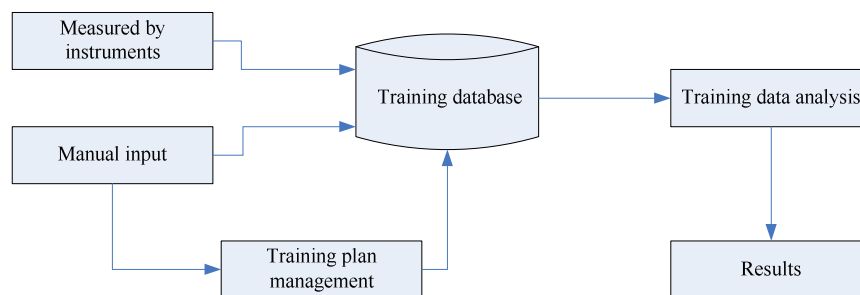 Measured by
instruments
Training database
Training data analysis
Manual input
Training plan
management
Results